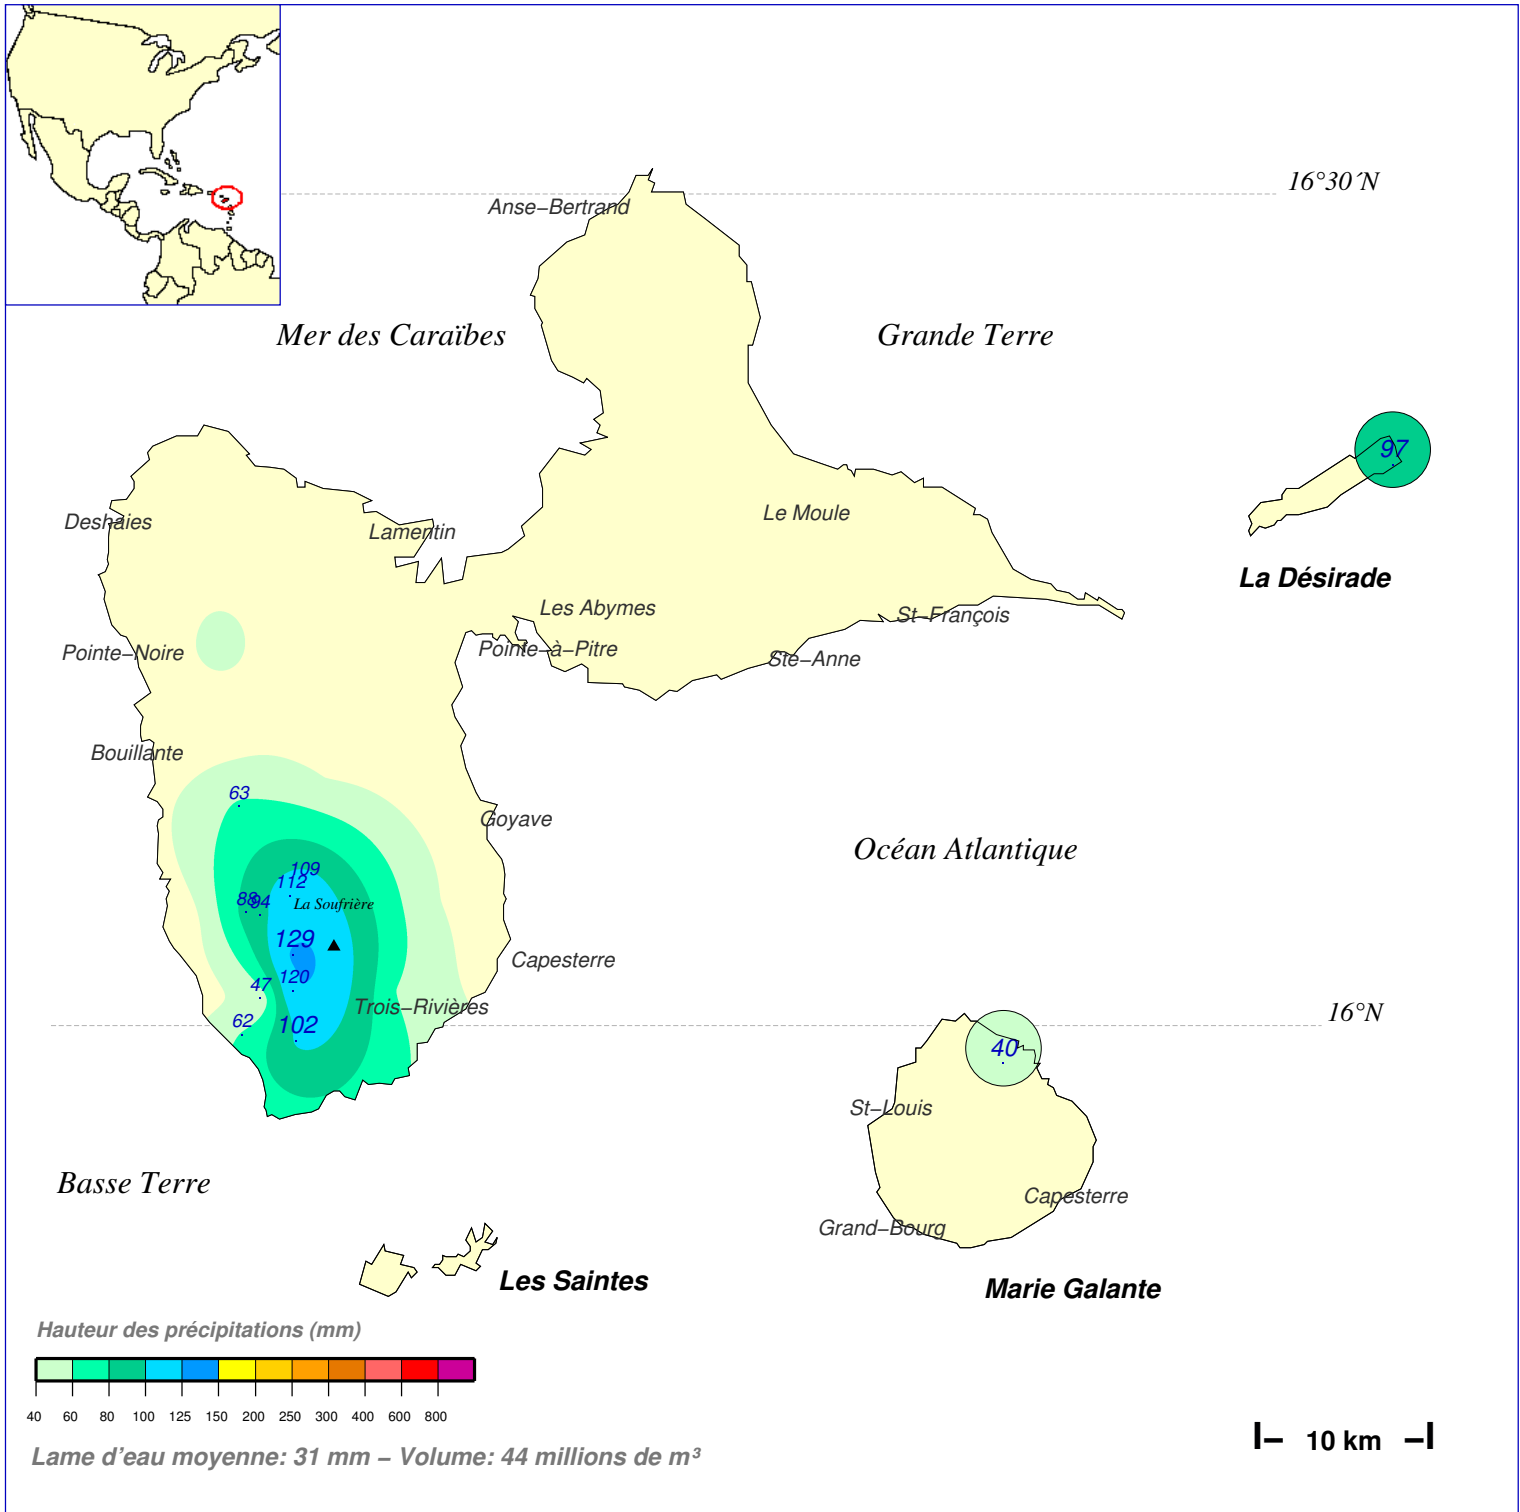 16°30´N
Anse−Bertrand
Mer des Caraïbes
Grande Terre
97
Deshaies
Lamentin
Le Moule
La Désirade
Les Abymes
St−François
Pointe−Noire
Pointe−à−Pitre
Ste−Anne
Bouillante
63
Goyave
Océan Atlantique
109
112
88
94
La Soufrière
129
Capesterre
120
47
Trois−Rivières
62
102
16°N
40
St−Louis
Basse Terre
Capesterre
Grand−Bourg
Les Saintes
Marie Galante
Hauteur des précipitations (mm)
40 60 80 100 125 150 200 250 300 400 600 800
10 km
Lame d'eau moyenne: 31 mm − Volume: 44 millions de m³